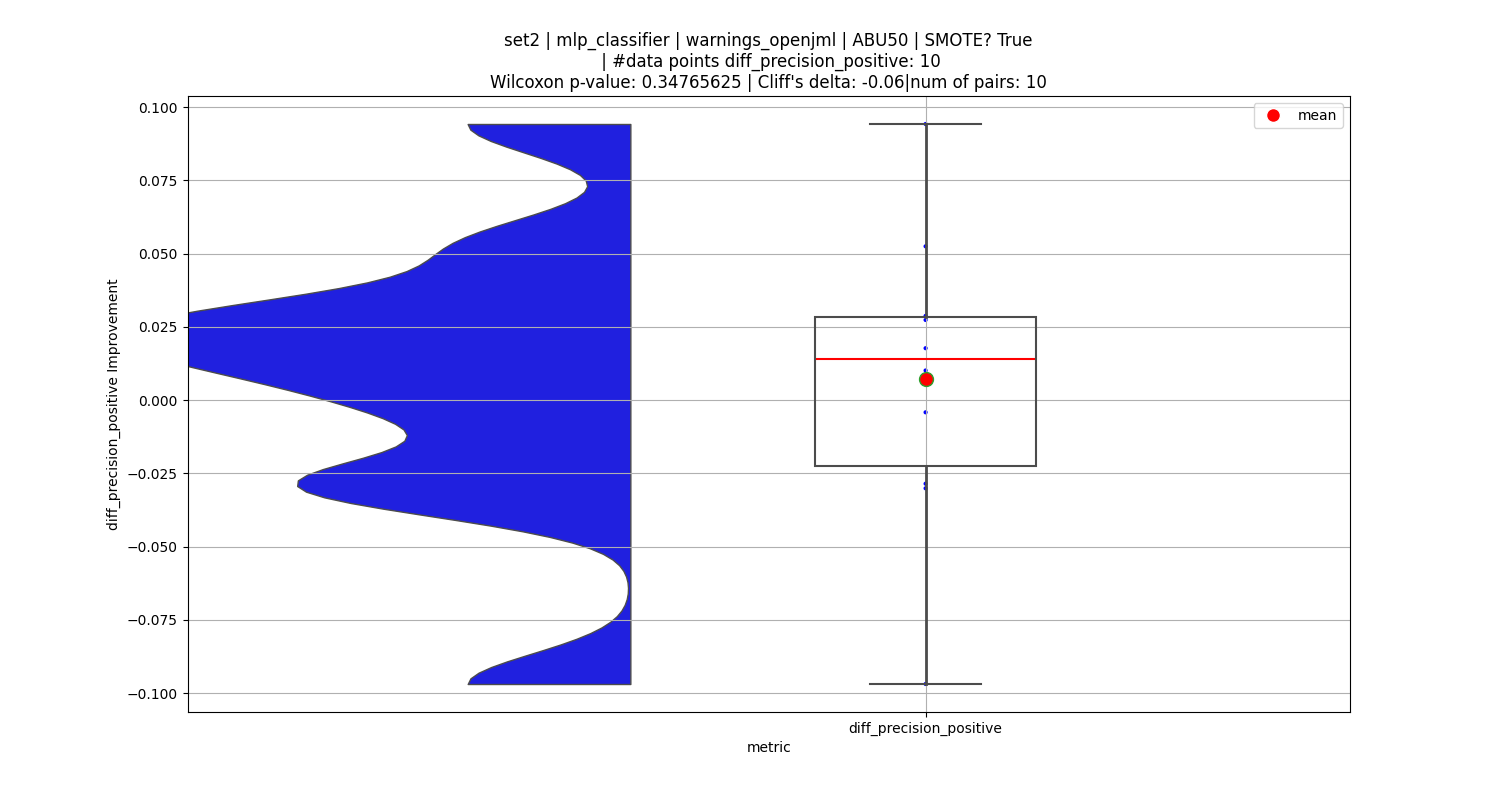 set2 | mlp_classifier | warnings_openjml | ABU50 | SMOTE? True
| #data points diff_precision_positive: 10
Wilcoxon p-value: 0.34765625 | Cliff's delta: -0.06|num of pairs: 10
mean
0.100
0.075
0.050
0.025
0.000
−0.025
−0.050
−0.075
−0.100
diff_precision_positive Improvement
diff_precision_positive
metric